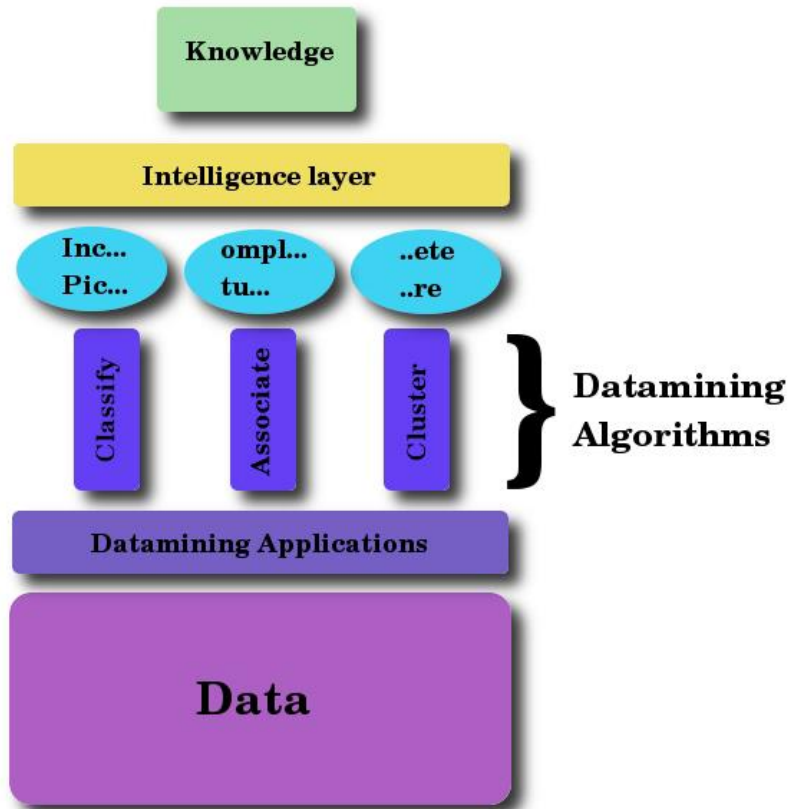 Knowledge
Intelligence layer
Inc...
Pic...
ompl...
tu...
..ete
..re
Classify
Associate
Cluster
Datamining
Algorithms
Datamining Applications
Data